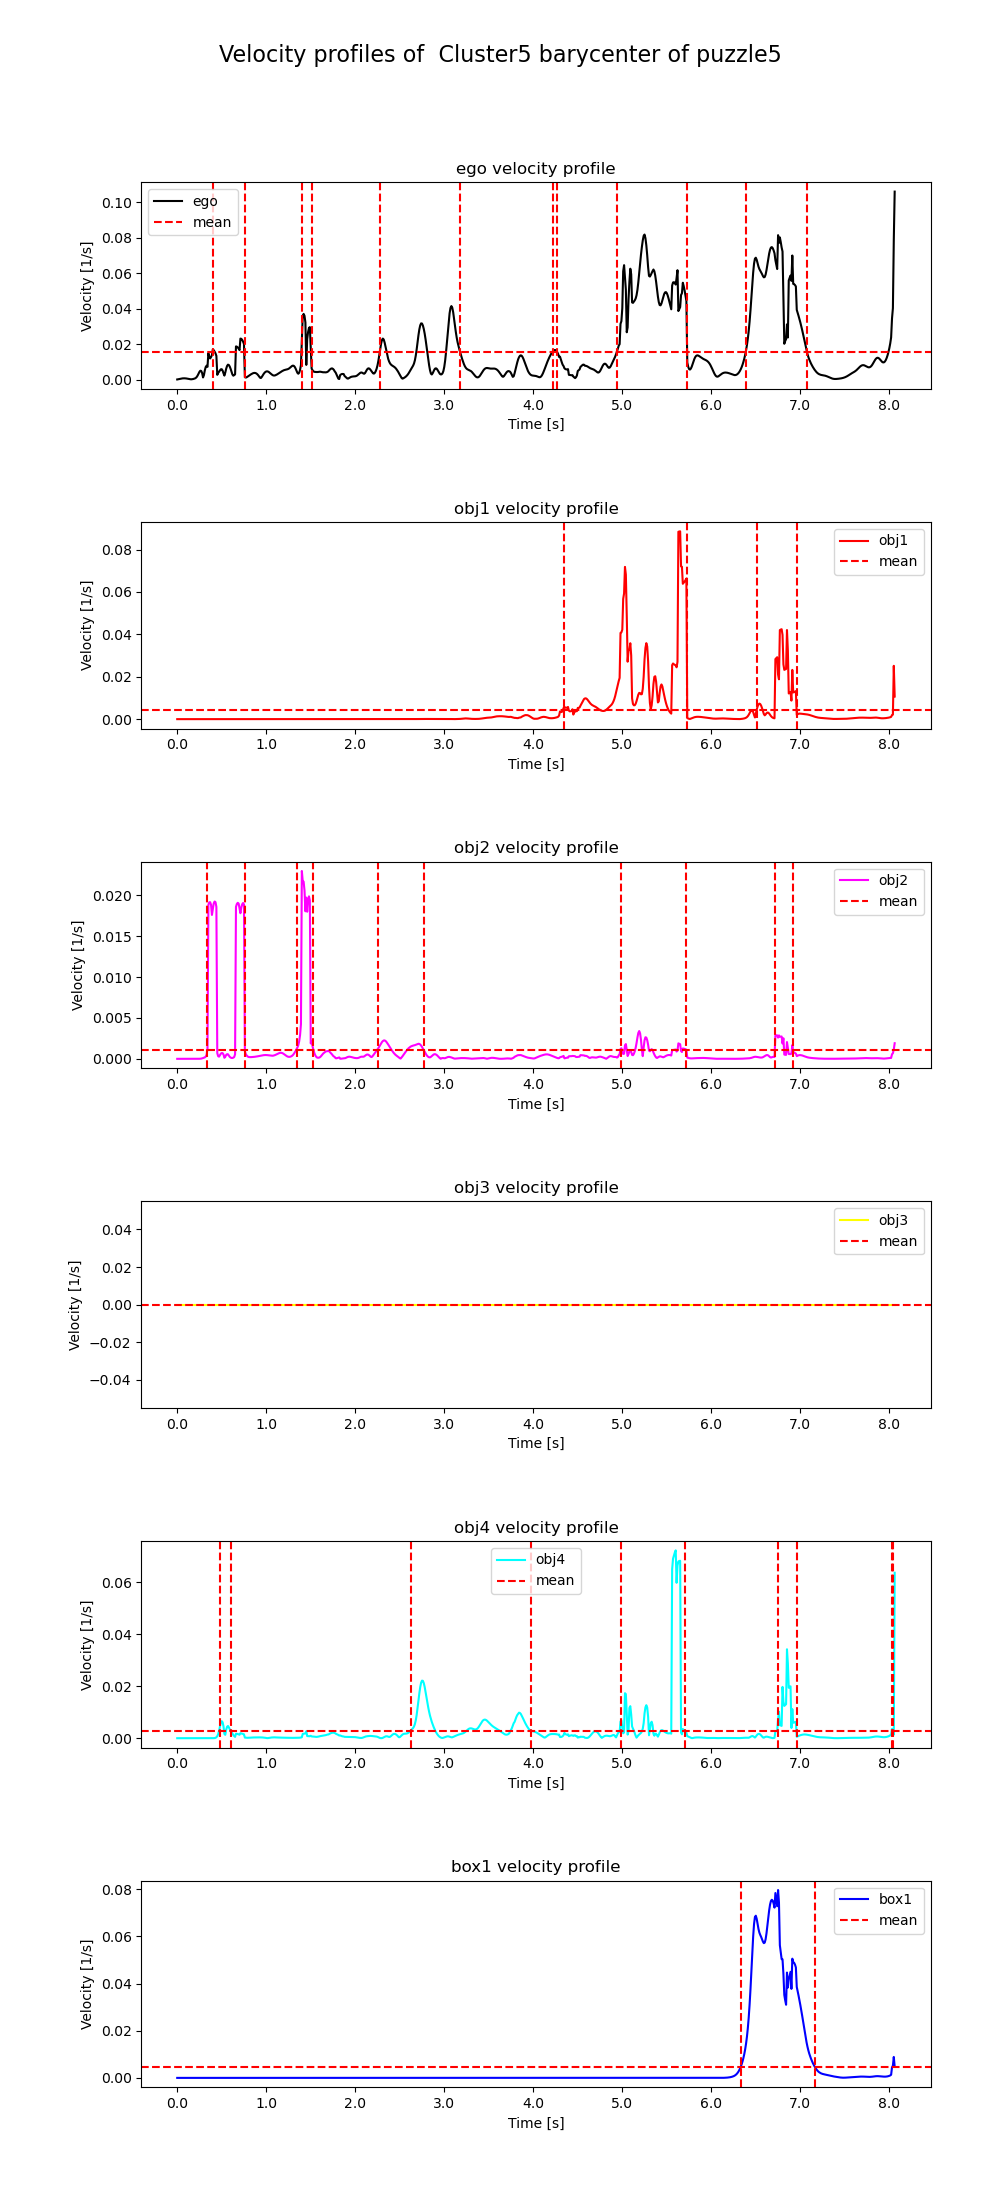 Velocity profiles of  Cluster5 barycenter of puzzle5
ego velocity profile
ego
mean
Velocity [1/s]
0.10
0.08
0.06
0.04
0.02
0.00
0.0 1.0 2.0 3.0 4.0 5.0 6.0 7.0 8.0
Time [s]
obj1 velocity profile
obj1
mean
Velocity [1/s]
0.08
0.06
0.04
0.02
0.00
0.0 1.0 2.0 3.0 4.0 5.0 6.0 7.0 8.0
Time [s]
obj2 velocity profile
obj2
mean
Velocity [1/s]
0.020
0.015
0.010
0.005
0.000
0.0 1.0 2.0 3.0 4.0 5.0 6.0 7.0 8.0
Time [s]
obj3 velocity profile
obj3
mean
Velocity [1/s]
0.04
0.02
0.00
−0.02
−0.04
0.0 1.0 2.0 3.0 4.0 5.0 6.0 7.0 8.0
Time [s]
obj4 velocity profile
obj4
mean
Velocity [1/s]
0.06
0.04
0.02
0.00
0.0 1.0 2.0 3.0 4.0 5.0 6.0 7.0 8.0
Time [s]
box1 velocity profile
box1
mean
Velocity [1/s]
0.08
0.06
0.04
0.02
0.00
0.0 1.0 2.0 3.0 4.0 5.0 6.0 7.0 8.0
Time [s]